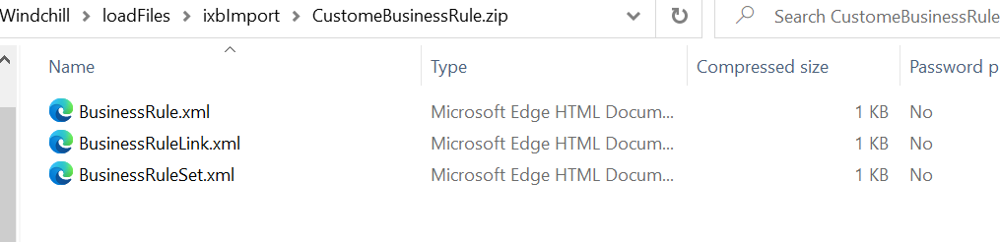 Windchill > loadFiles > ixbImport > CustomeBusinessRule.zip Search CustomeBusinessRule
Name Type Compressed size Password p
BusinessRule.xml Microsoft Edge HTML Docum... 1 KB No
BusinessRuleLink.xml Microsoft Edge HTML Docum... 1 KB No
BusinessRuleSet.xml Microsoft Edge HTML Docum... 1 KB No